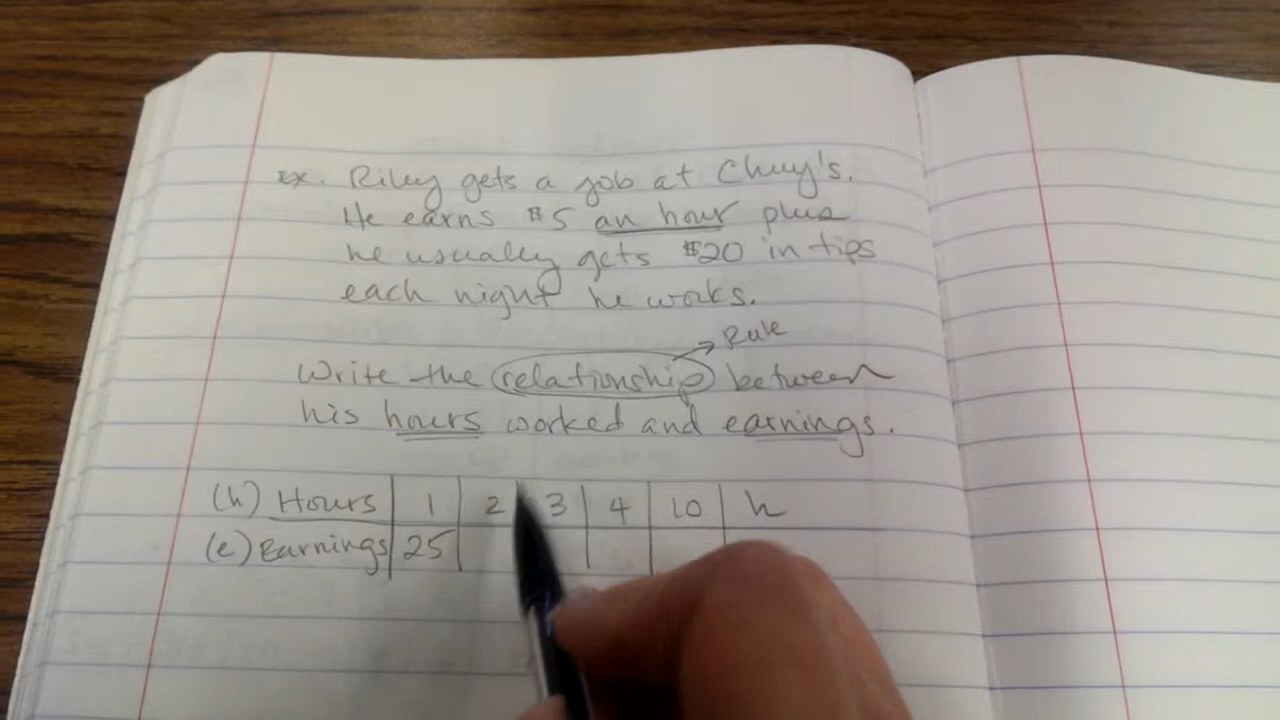 ex. Riley gets a job at Chuy's.
He earns $5 an hour plus
he usually gets $20 in tips
each night he works.
Rule
Write the relationship between
his hours worked and earnings.
(h) Hours 1 2 3 4 10 h
(e) Earnings 25